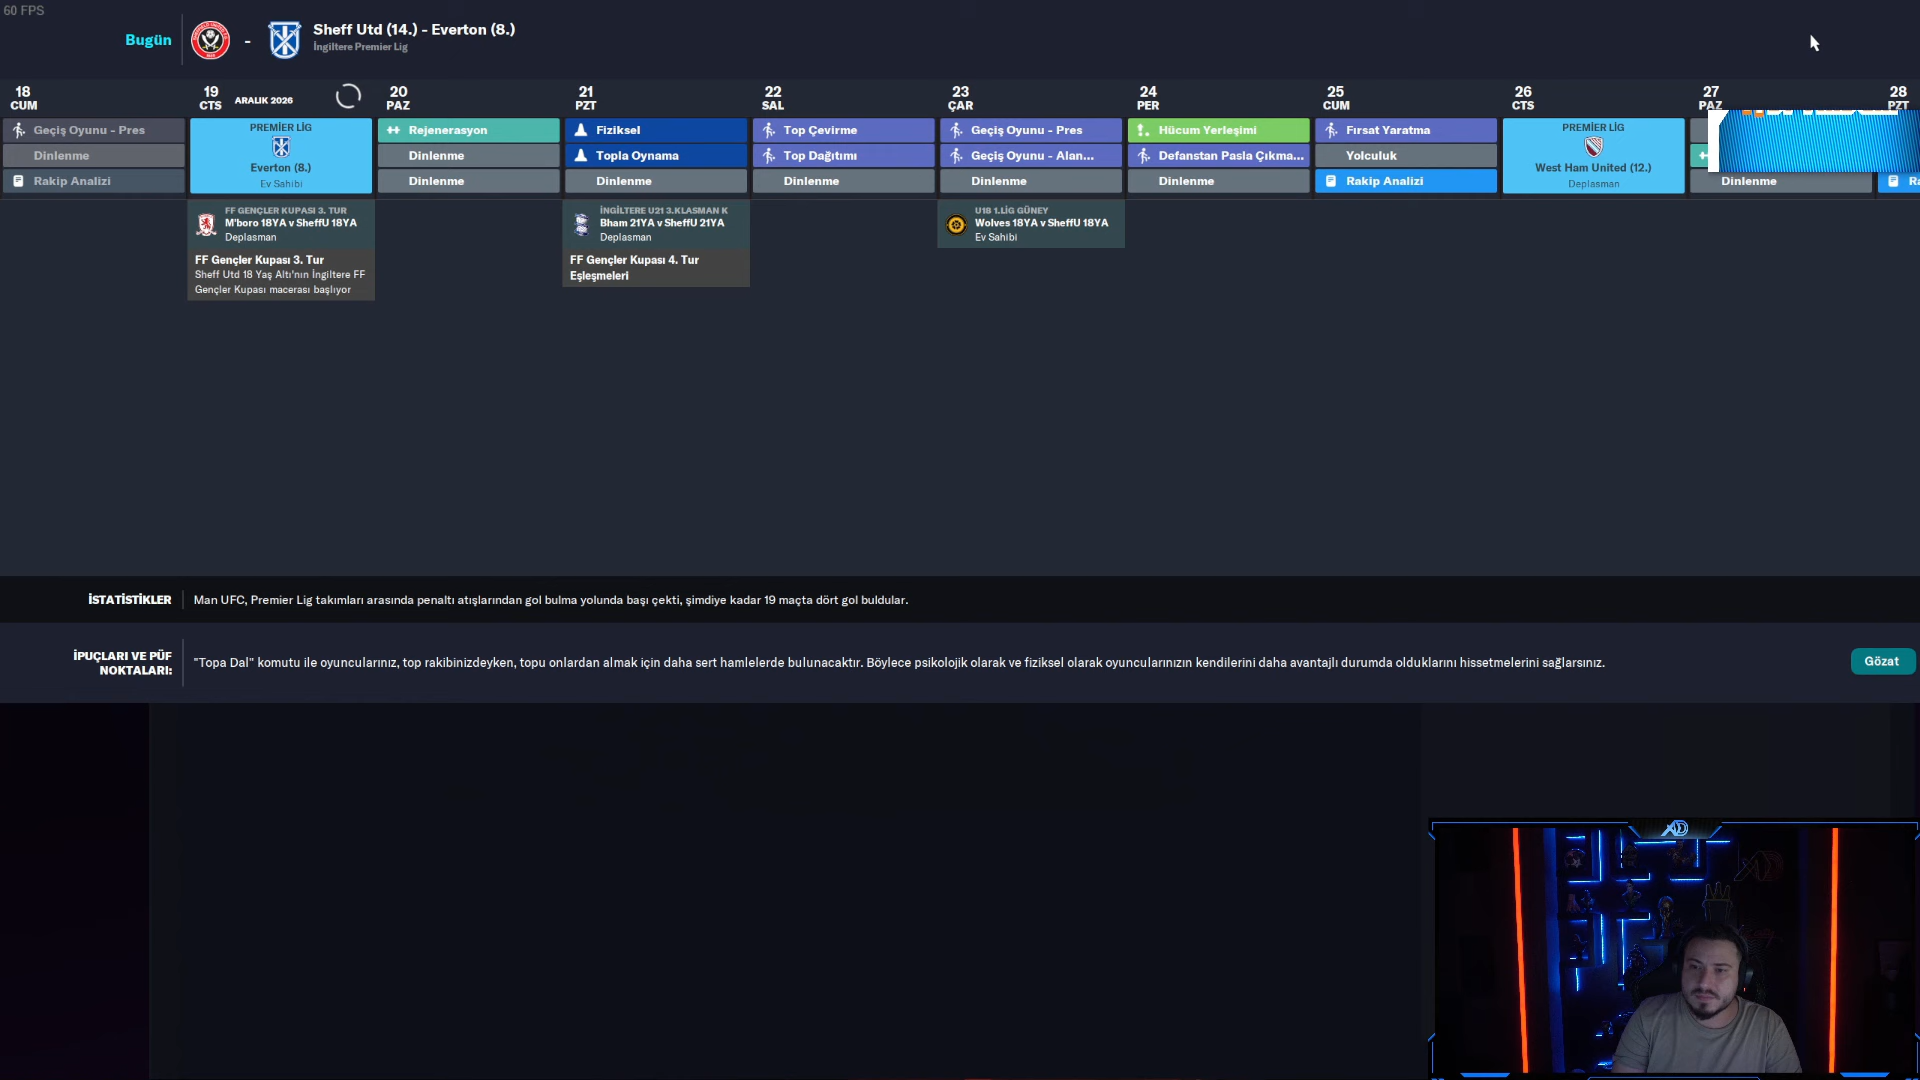 60 FPS
Bugün
-
Sheff Utd (14.) - Everton (8.)
İngiltere Premier Lig
18
CUM
19
CTS
ARALIK 2026
20
PAZ
21
PZT
22
SAL
23
ÇAR
24
PER
25
CUM
26
CTS
27
PAZ
28
PZT
Geçiş Oyunu - Pres
Dinlenme
Rakip Analizi
PREMİER LİG
Everton (8.)
Ev Sahibi
Rejenerasyon
Dinlenme
Dinlenme
Fiziksel
Topla Oynama
Dinlenme
Top Çevirme
Top Dağıtımı
Dinlenme
Geçiş Oyunu - Pres
Geçiş Oyunu - Alan...
Dinlenme
Hücum Yerleşimi
Defanstan Pasla Çıkma...
Dinlenme
Fırsat Yaratma
Yolculuk
Rakip Analizi
PREMİER LİG
West Ham United (12.)
Deplasman
Dinlenme
FF GENÇLER KUPASI 3. TUR
M'boro 18YA v SheffU 18YA
Deplasman
FF Gençler Kupası 3. Tur
Sheff Utd 18 Yaş Altı'nın İngiltere FF
Gençler Kupası macerası başlıyor
İNGİLTERE U21 3.KLASMAN K
Bham 21YA v SheffU 21YA
Deplasman
FF Gençler Kupası 4. Tur
Eşleşmeleri
U18 1.LİG GÜNEY
Wolves 18YA v SheffU 18YA
Ev Sahibi
İSTATİSTİKLER
Man UFC, Premier Lig takımları arasında penaltı atışlarından gol bulma yolunda başı çekti, şimdiye kadar 19 maçta dört gol buldular.
İPUÇLARI VE PÜF
NOKTALARI:
"Topa Dal" komutu ile oyuncularınız, top rakibinizdeyken, topu onlardan almak için daha sert hamlelerde bulunacaktır. Böylece psikolojik olarak ve fiziksel olarak oyuncularınızın kendilerini daha avantajlı durumda olduklarını hissetmelerini sağlarsınız.
Gözat